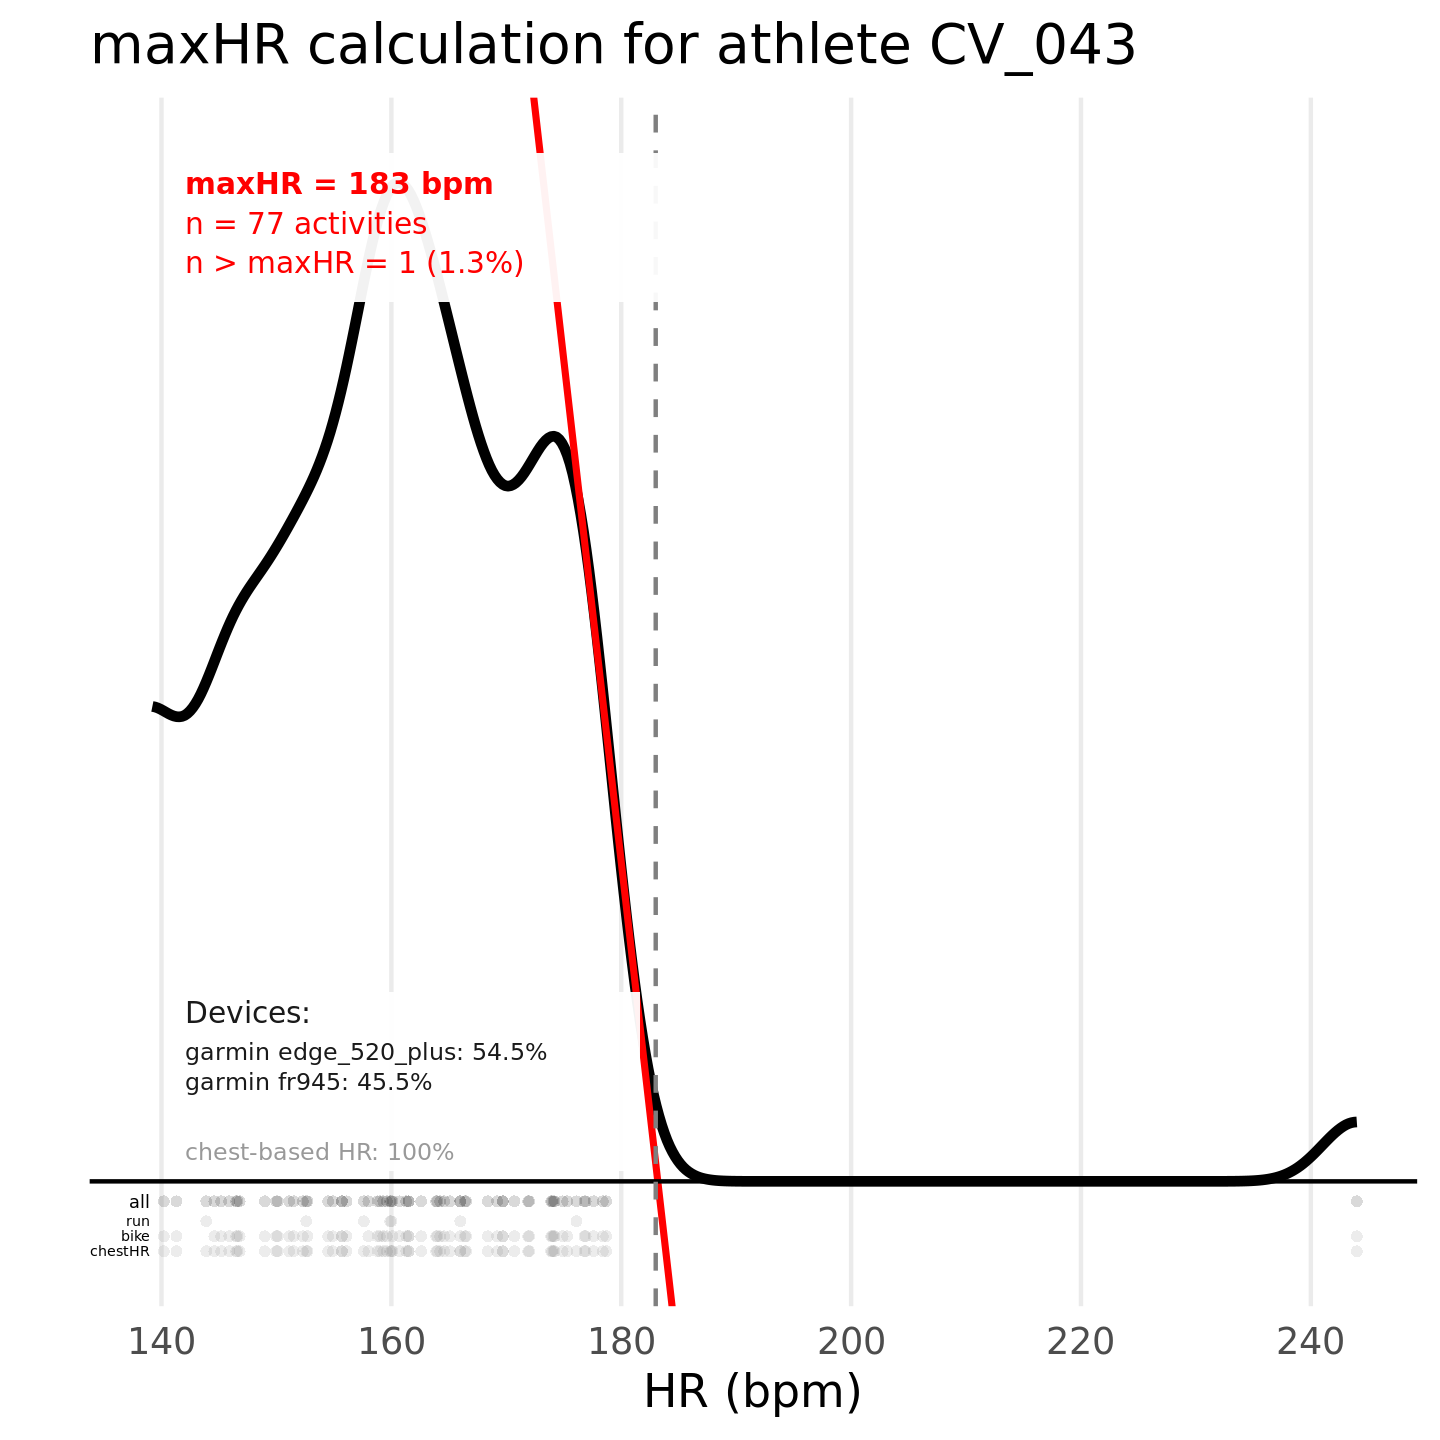 maxHR calculation for athlete CV_043
maxHR = 183 bpm
n = 77 activities
n > maxHR = 1 (1.3%)
Devices:
garmin edge_520_plus: 54.5%
garmin fr945: 45.5%
chest-based HR: 100%
all
run
bike
chestHR
140 160 180 200 220 240
HR (bpm)